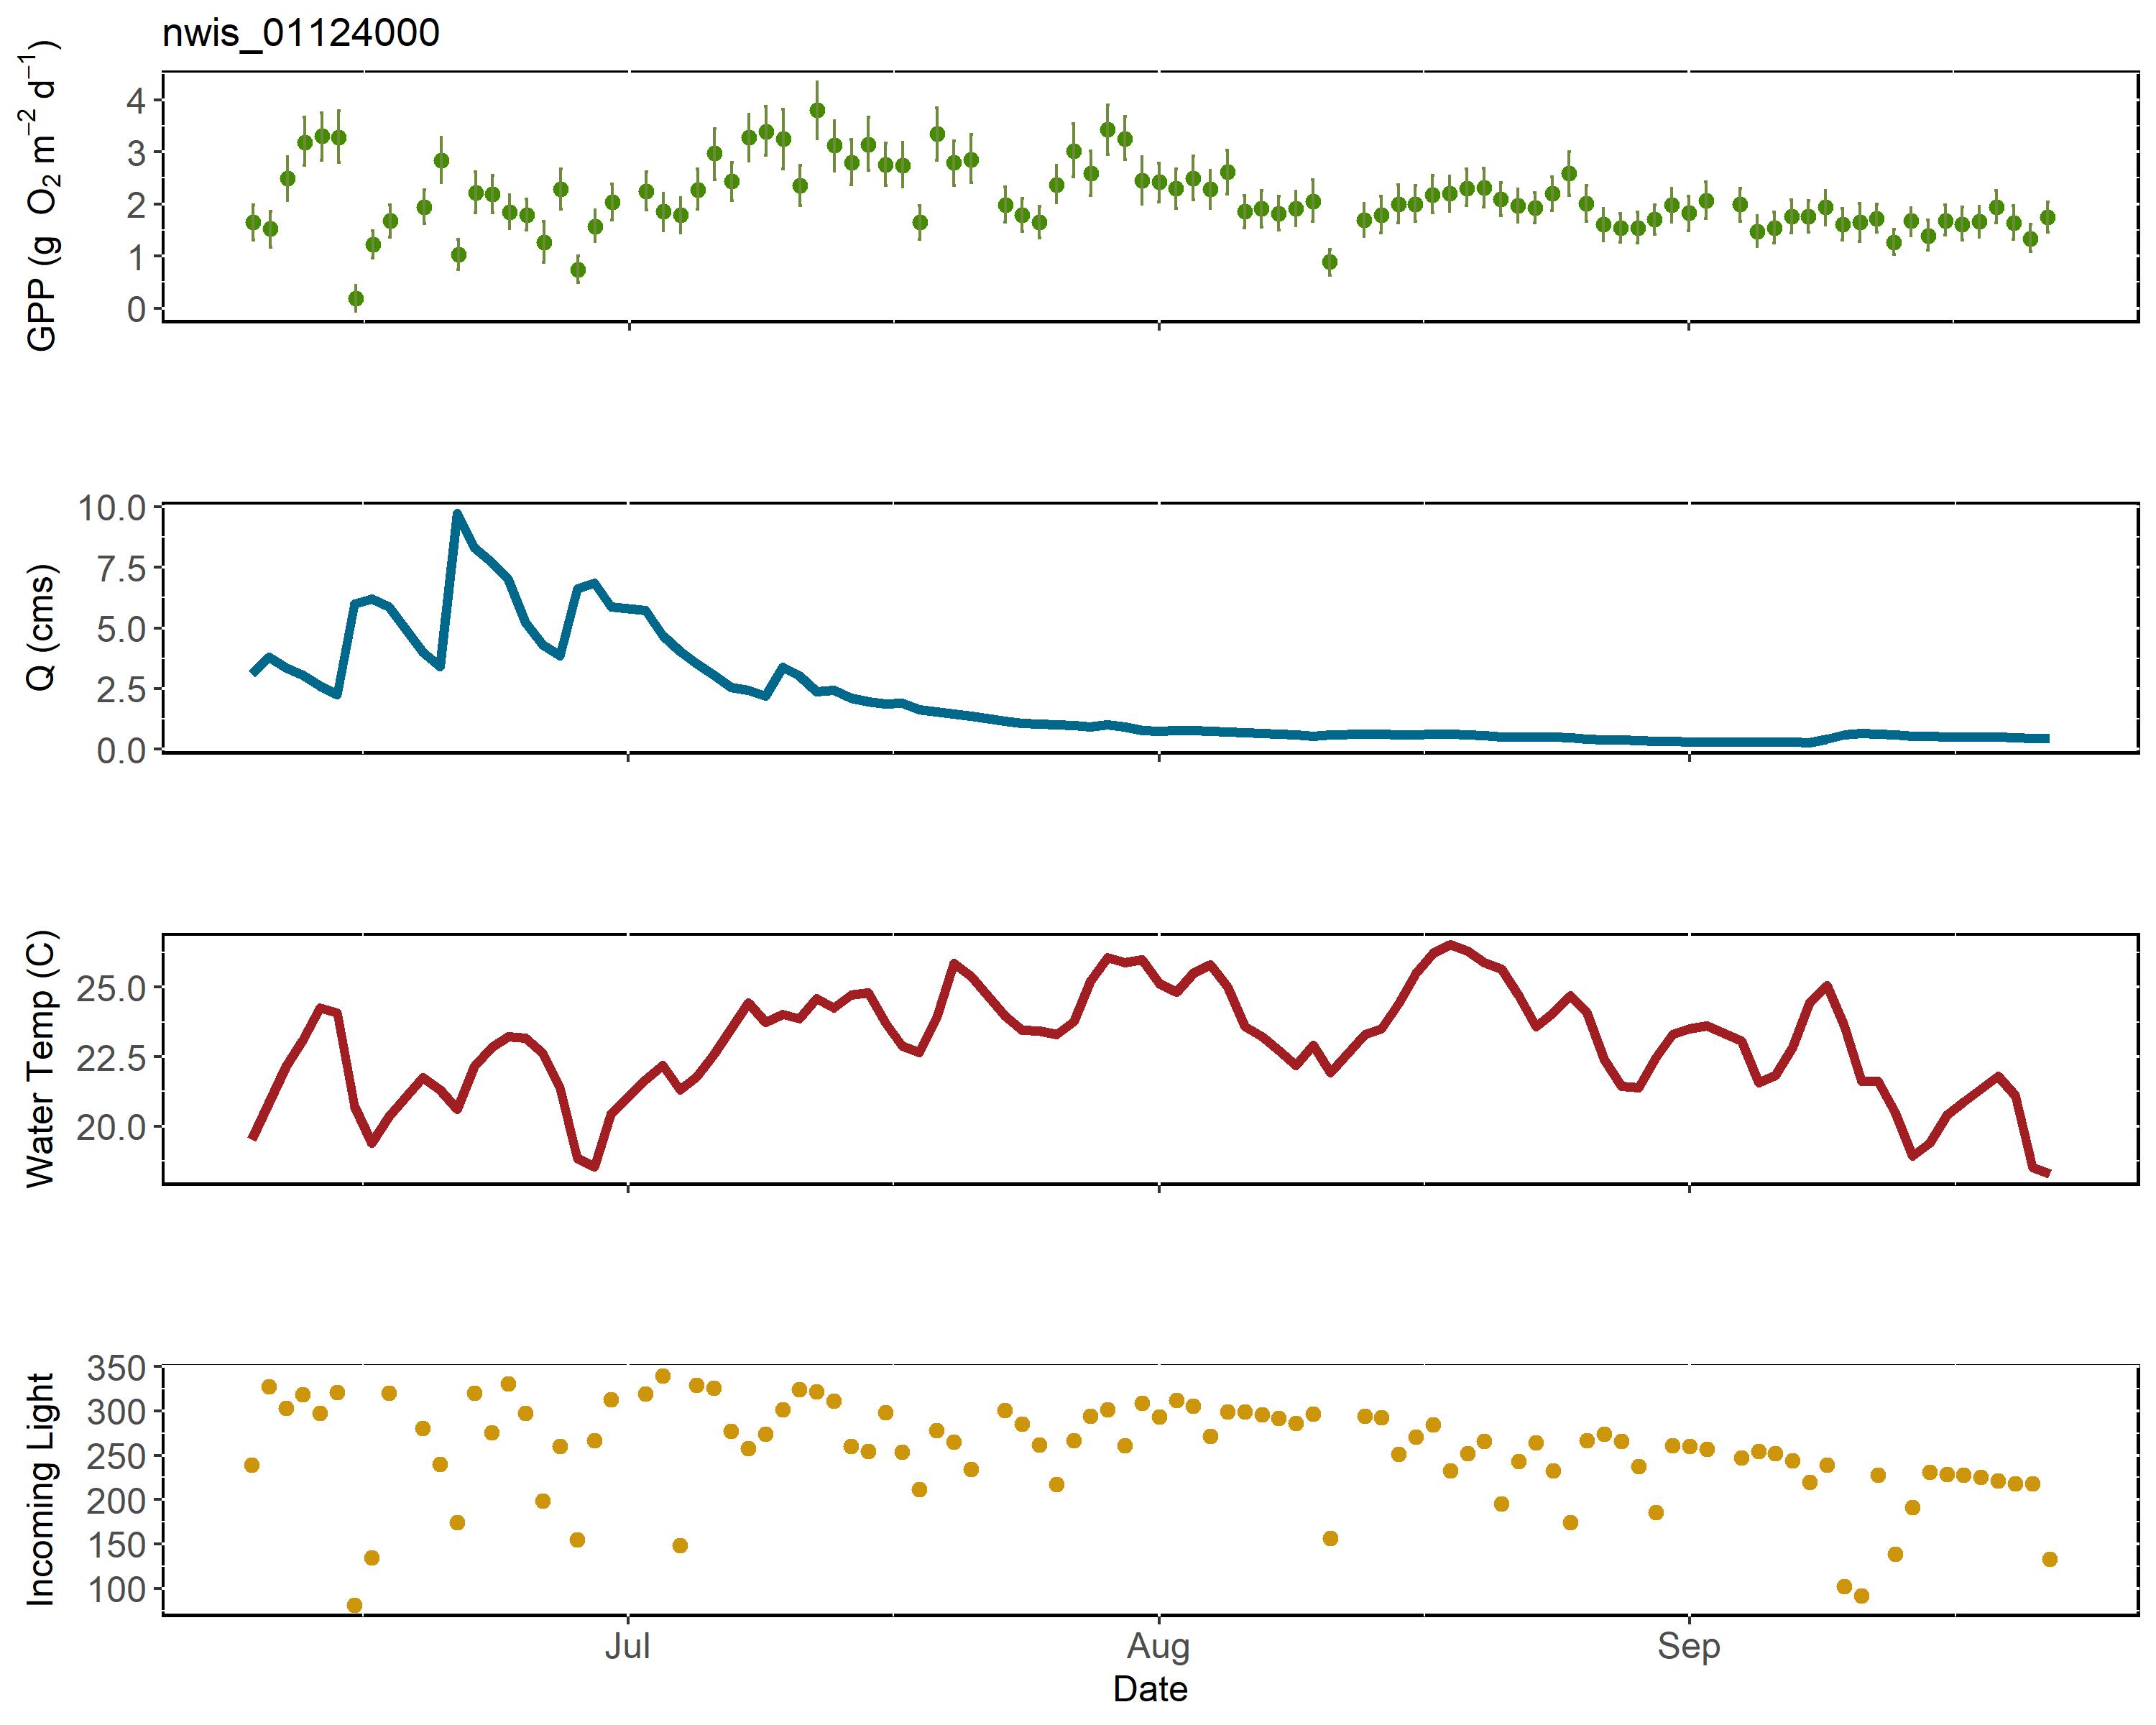 nwis_01124000
GPP (g O₂ m⁻² d⁻¹)
4
3
2
1
0
Q (cms)
10.0
7.5
5.0
2.5
0.0
Water Temp (C)
25.0
22.5
20.0
Incoming Light
350
300
250
200
150
100
Jul Aug Sep
Date